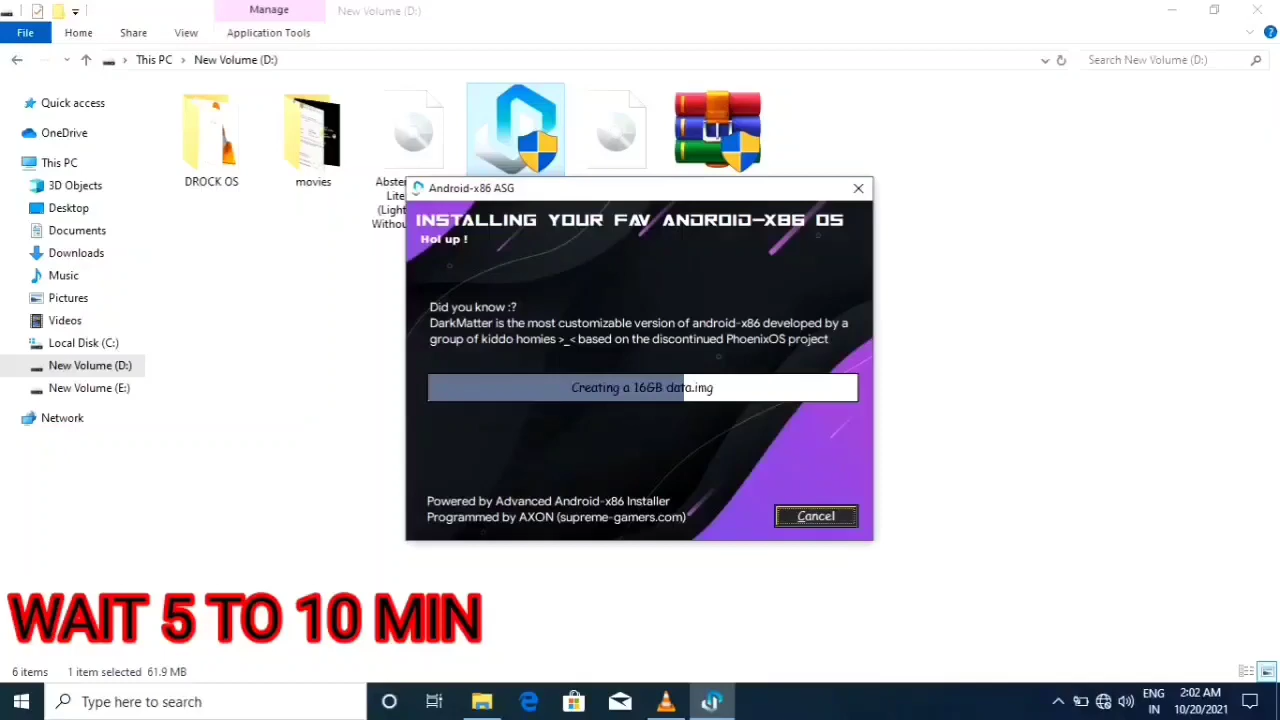 Manage
New Volume (D:)
File
Home
Share
View
Application Tools
This PC
New Volume (D:)
Search New Volume (D:)
Quick access
OneDrive
This PC
3D Objects
Desktop
Documents
Downloads
Music
Pictures
Videos
Local Disk (C:)
New Volume (D:)
New Volume (E:)
Network
DROCK OS
movies
Abster
Lite
(Light
Withou
Android-x86 ASG
INSTALLING YOUR FAV ANDROID-X86 OS
Hol up !
Did you know :?
DarkMatter is the most customizable version of android-x86 developed by a
group of kiddo homies >_< based on the discontinued PhoenixOS project
Creating a 16GB data.img
Powered by Advanced Android-x86 Installer
Programmed by AXON (supreme-gamers.com)
Cancel
WAIT 5 TO 10 MIN
6 items
1 item selected 61.9 MB
Type here to search
ENG
IN
2:02 AM
10/20/2021